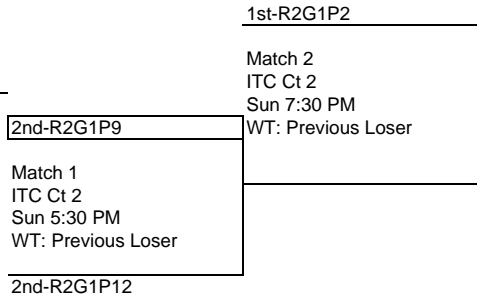 1st-R2G1P2
Match 2
ITC Ct 2
Sun 7:30 PM
WT: Previous Loser
2nd-R2G1P9
Match 1
ITC Ct 2
Sun 5:30 PM
WT: Previous Loser
2nd-R2G1P12